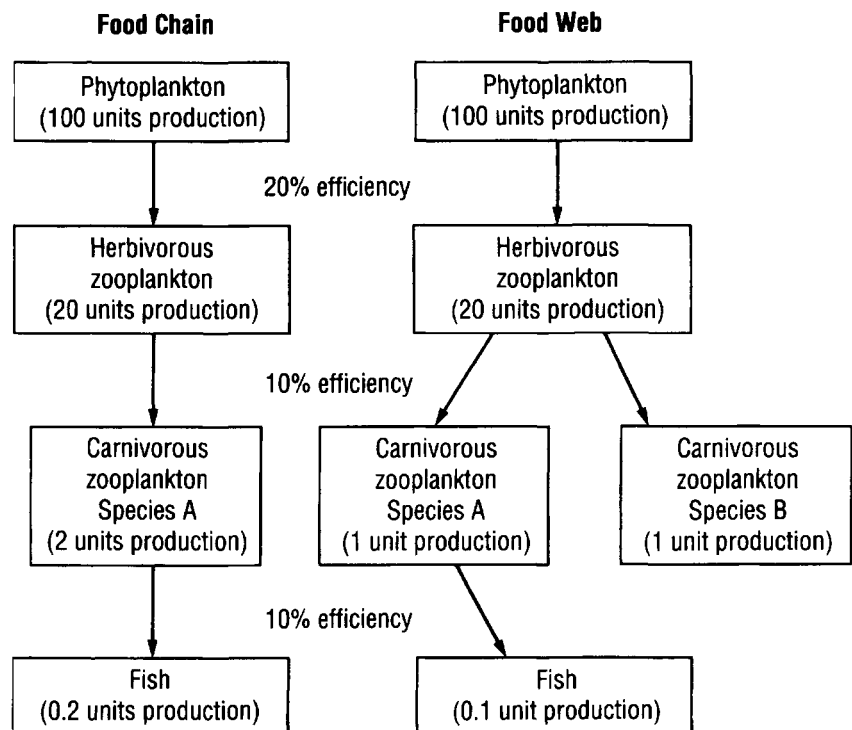 Food Chain
Phytoplankton
(100 units production)
20% efficiency
Herbivorous
zooplankton
(20 units production)
10% efficiency
Carnivorous
zooplankton
Species A
(2 units production)
10% efficiency
Fish
(0.2 units production)
Food Web
Phytoplankton
(100 units production)
Herbivorous
zooplankton
(20 units production)
Carnivorous
zooplankton
Species A
(1 unit production)
Carnivorous
zooplankton
Species B
(1 unit production)
Fish
(0.1 unit production)